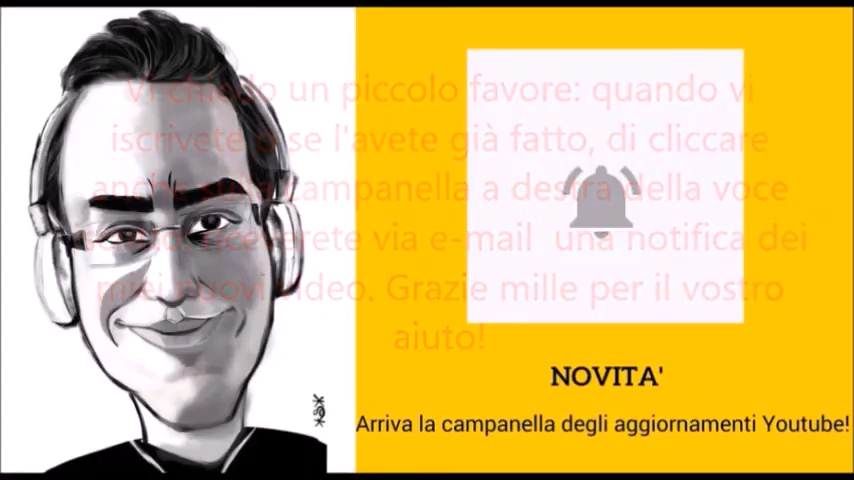 Vi chiedo un piccolo favore: quando vi
iscrivete o se l'avete già fatto, di cliccare
anche sulla campanella a destra della voce
riceverete via e-mail una notifica dei
miei nuovi video. Grazie mille per il vostro
aiuto!
NOVITA'
Arriva la campanella degli aggiornamenti Youtube!